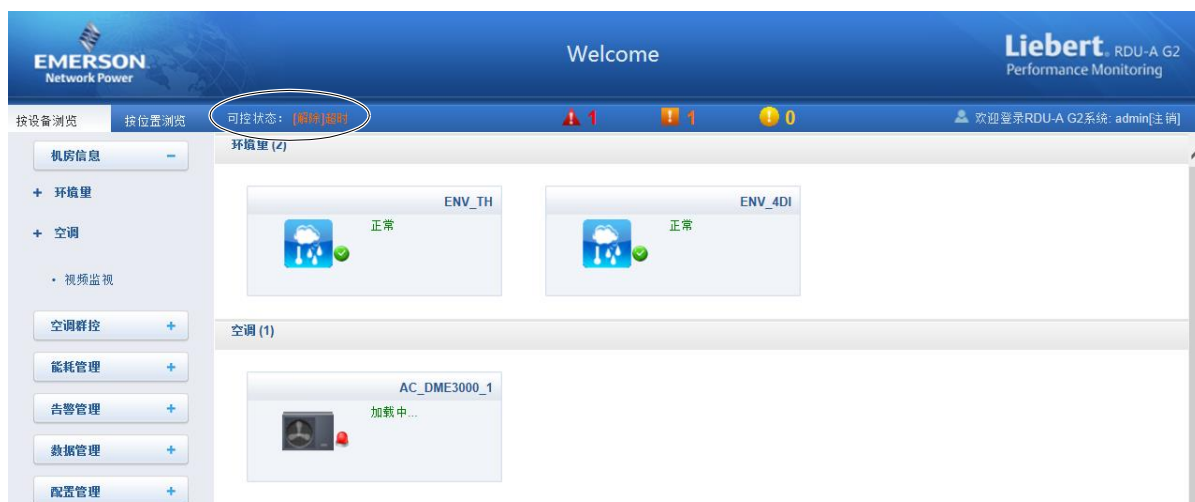 EMERSON
Network Power
Welcome
Liebert. RDU-A G2
Performance Monitoring
按设备浏览
按位置浏览
可控状态: [解除]超时
1
1
0
欢迎登录RDU-A G2系统: admin[注销]
机房信息 −
+ 环境量
+ 空调
• 视频监视
空调群控 +
能耗管理 +
告警管理 +
数据管理 +
配置管理 +
环境量 (2)
ENV_TH
正常
ENV_4DI
正常
空调 (1)
AC_DME3000_1
加载中...